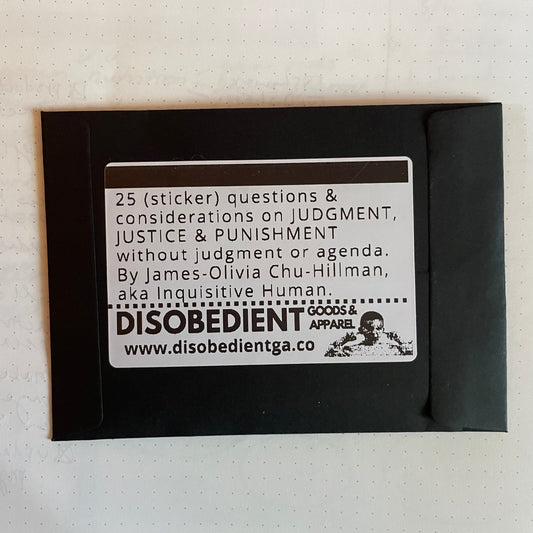 25 (sticker) questions &
considerations on JUDGMENT,
JUSTICE & PUNISHMENT
without judgment or agenda.
By James-Olivia Chu-Hillman,
aka Inquisitive Human.
DISOBEDIENT GOODS &
APPAREL
www.disobedientga.co